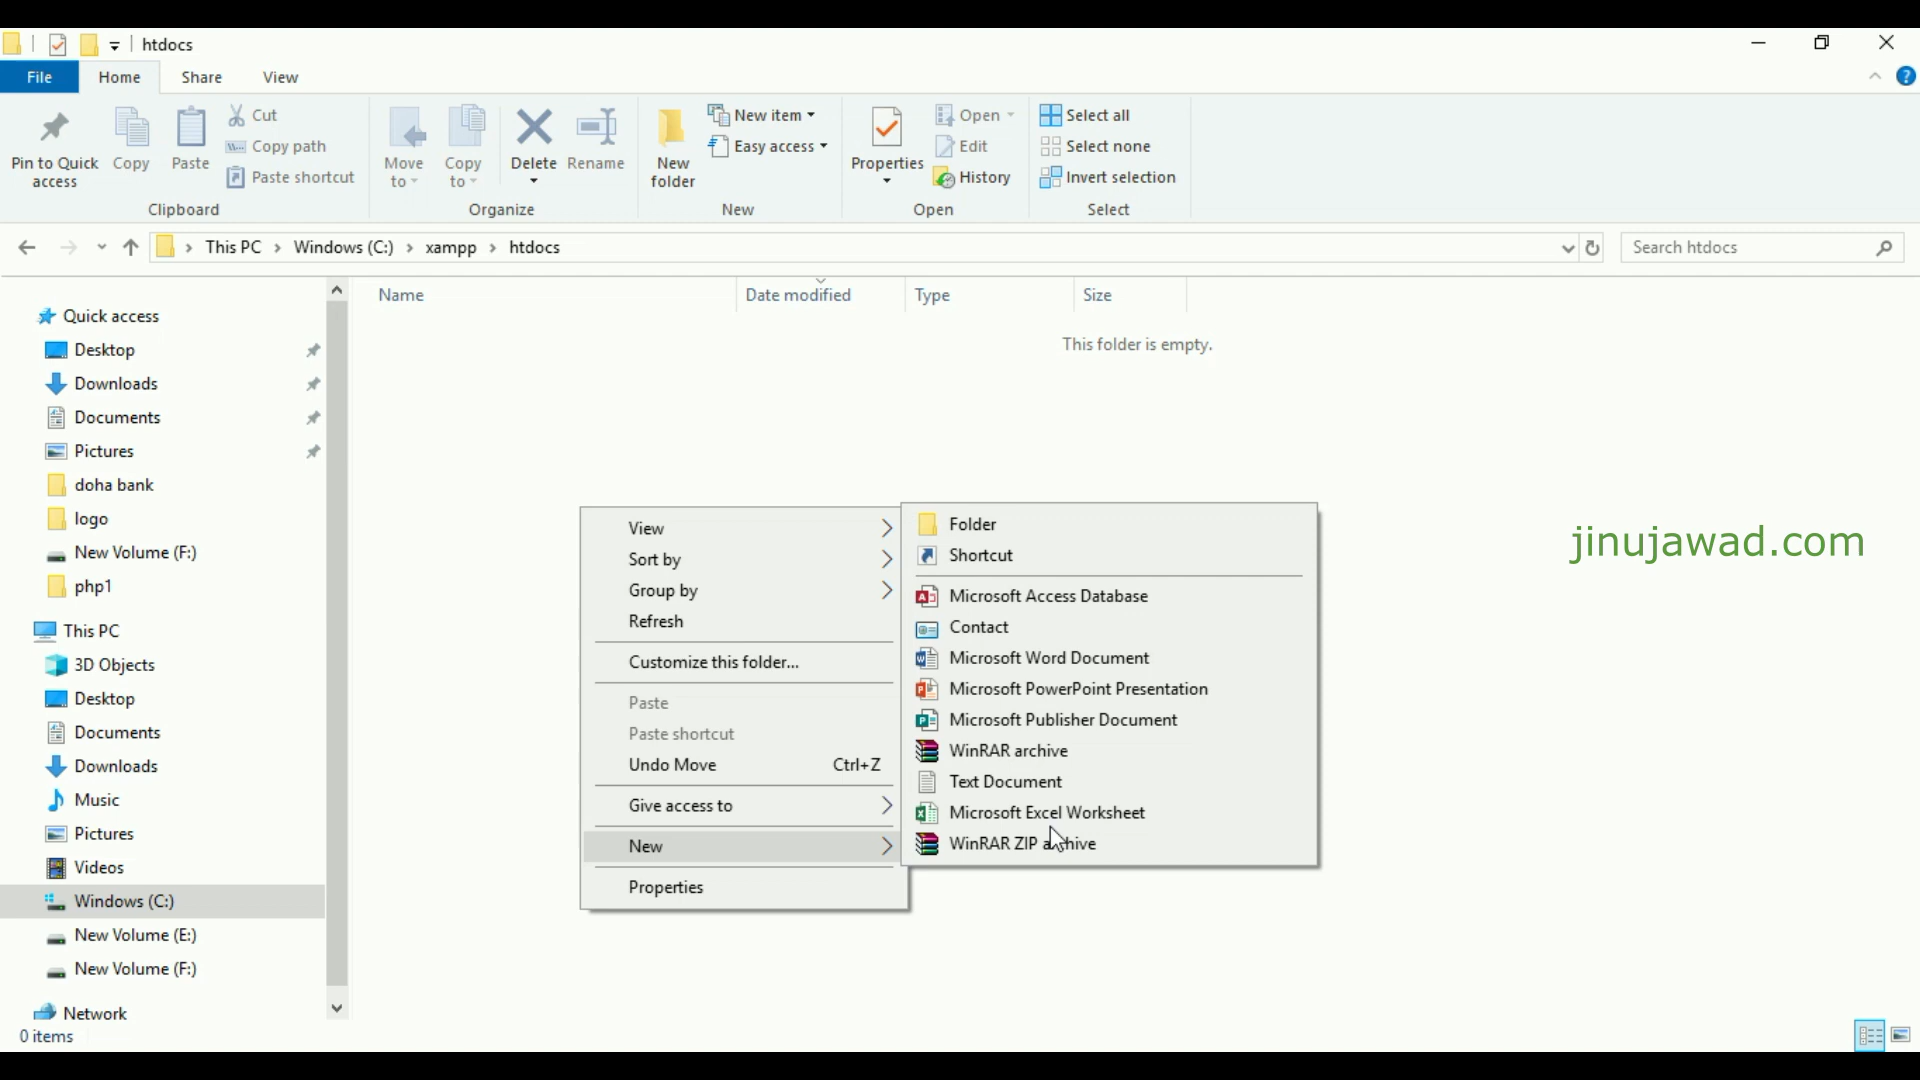 htdocs
File Home Share View
Pin to Quick access
Copy
Paste
Cut
Copy path
Paste shortcut
Clipboard
Move to
Copy to
Delete
Rename
Organize
New folder
New item
Easy access
New
Properties
Open
Edit
History
Open
Select all
Select none
Invert selection
Select
This PC > Windows (C:) > xampp > htdocs
Search htdocs
Name Date modified Type Size
This folder is empty.
Quick access
Desktop
Downloads
Documents
Pictures
doha bank
logo
New Volume (F:)
php1
This PC
3D Objects
Desktop
Documents
Downloads
Music
Pictures
Videos
Windows (C:)
New Volume (E:)
New Volume (F:)
Network
0 items
View
Sort by
Group by
Refresh
Customize this folder...
Paste
Paste shortcut
Undo Move Ctrl+Z
Give access to
New
Properties
Folder
Shortcut
Microsoft Access Database
Contact
Microsoft Word Document
Microsoft PowerPoint Presentation
Microsoft Publisher Document
WinRAR archive
Text Document
Microsoft Excel Worksheet
WinRAR ZIP archive
jinujawad.com